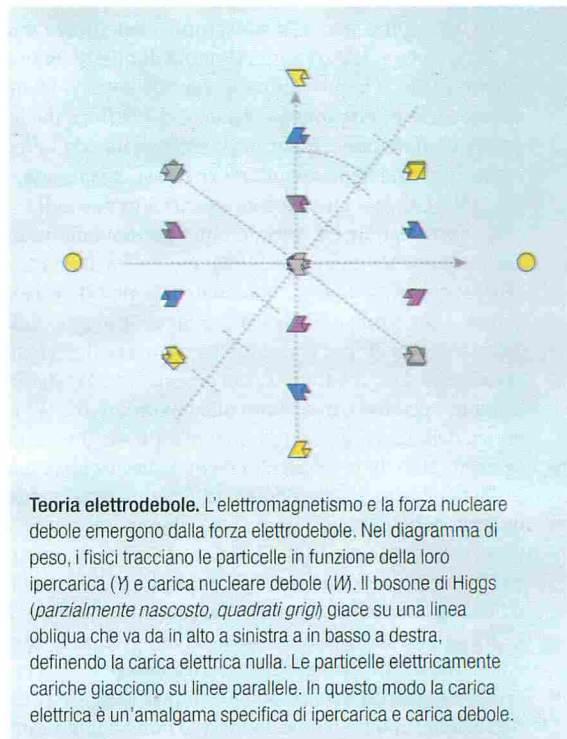 Teoria elettrodebole. L'elettromagnetismo e la forza nucleare
debole emergono dalla forza elettrodebole. Nel diagramma di
peso, i fisici tracciano le particelle in funzione della loro
ipercarica (Y) e carica nucleare debole (W). Il bosone di Higgs
(parzialmente nascosto, quadrati grigi) giace su una linea
obliqua che va da in alto a sinistra a in basso a destra,
definendo la carica elettrica nulla. Le particelle elettricamente
cariche giacciono su linee parallele. In questo modo la carica
elettrica è un'amalgama specifica di ipercarica e carica debole.